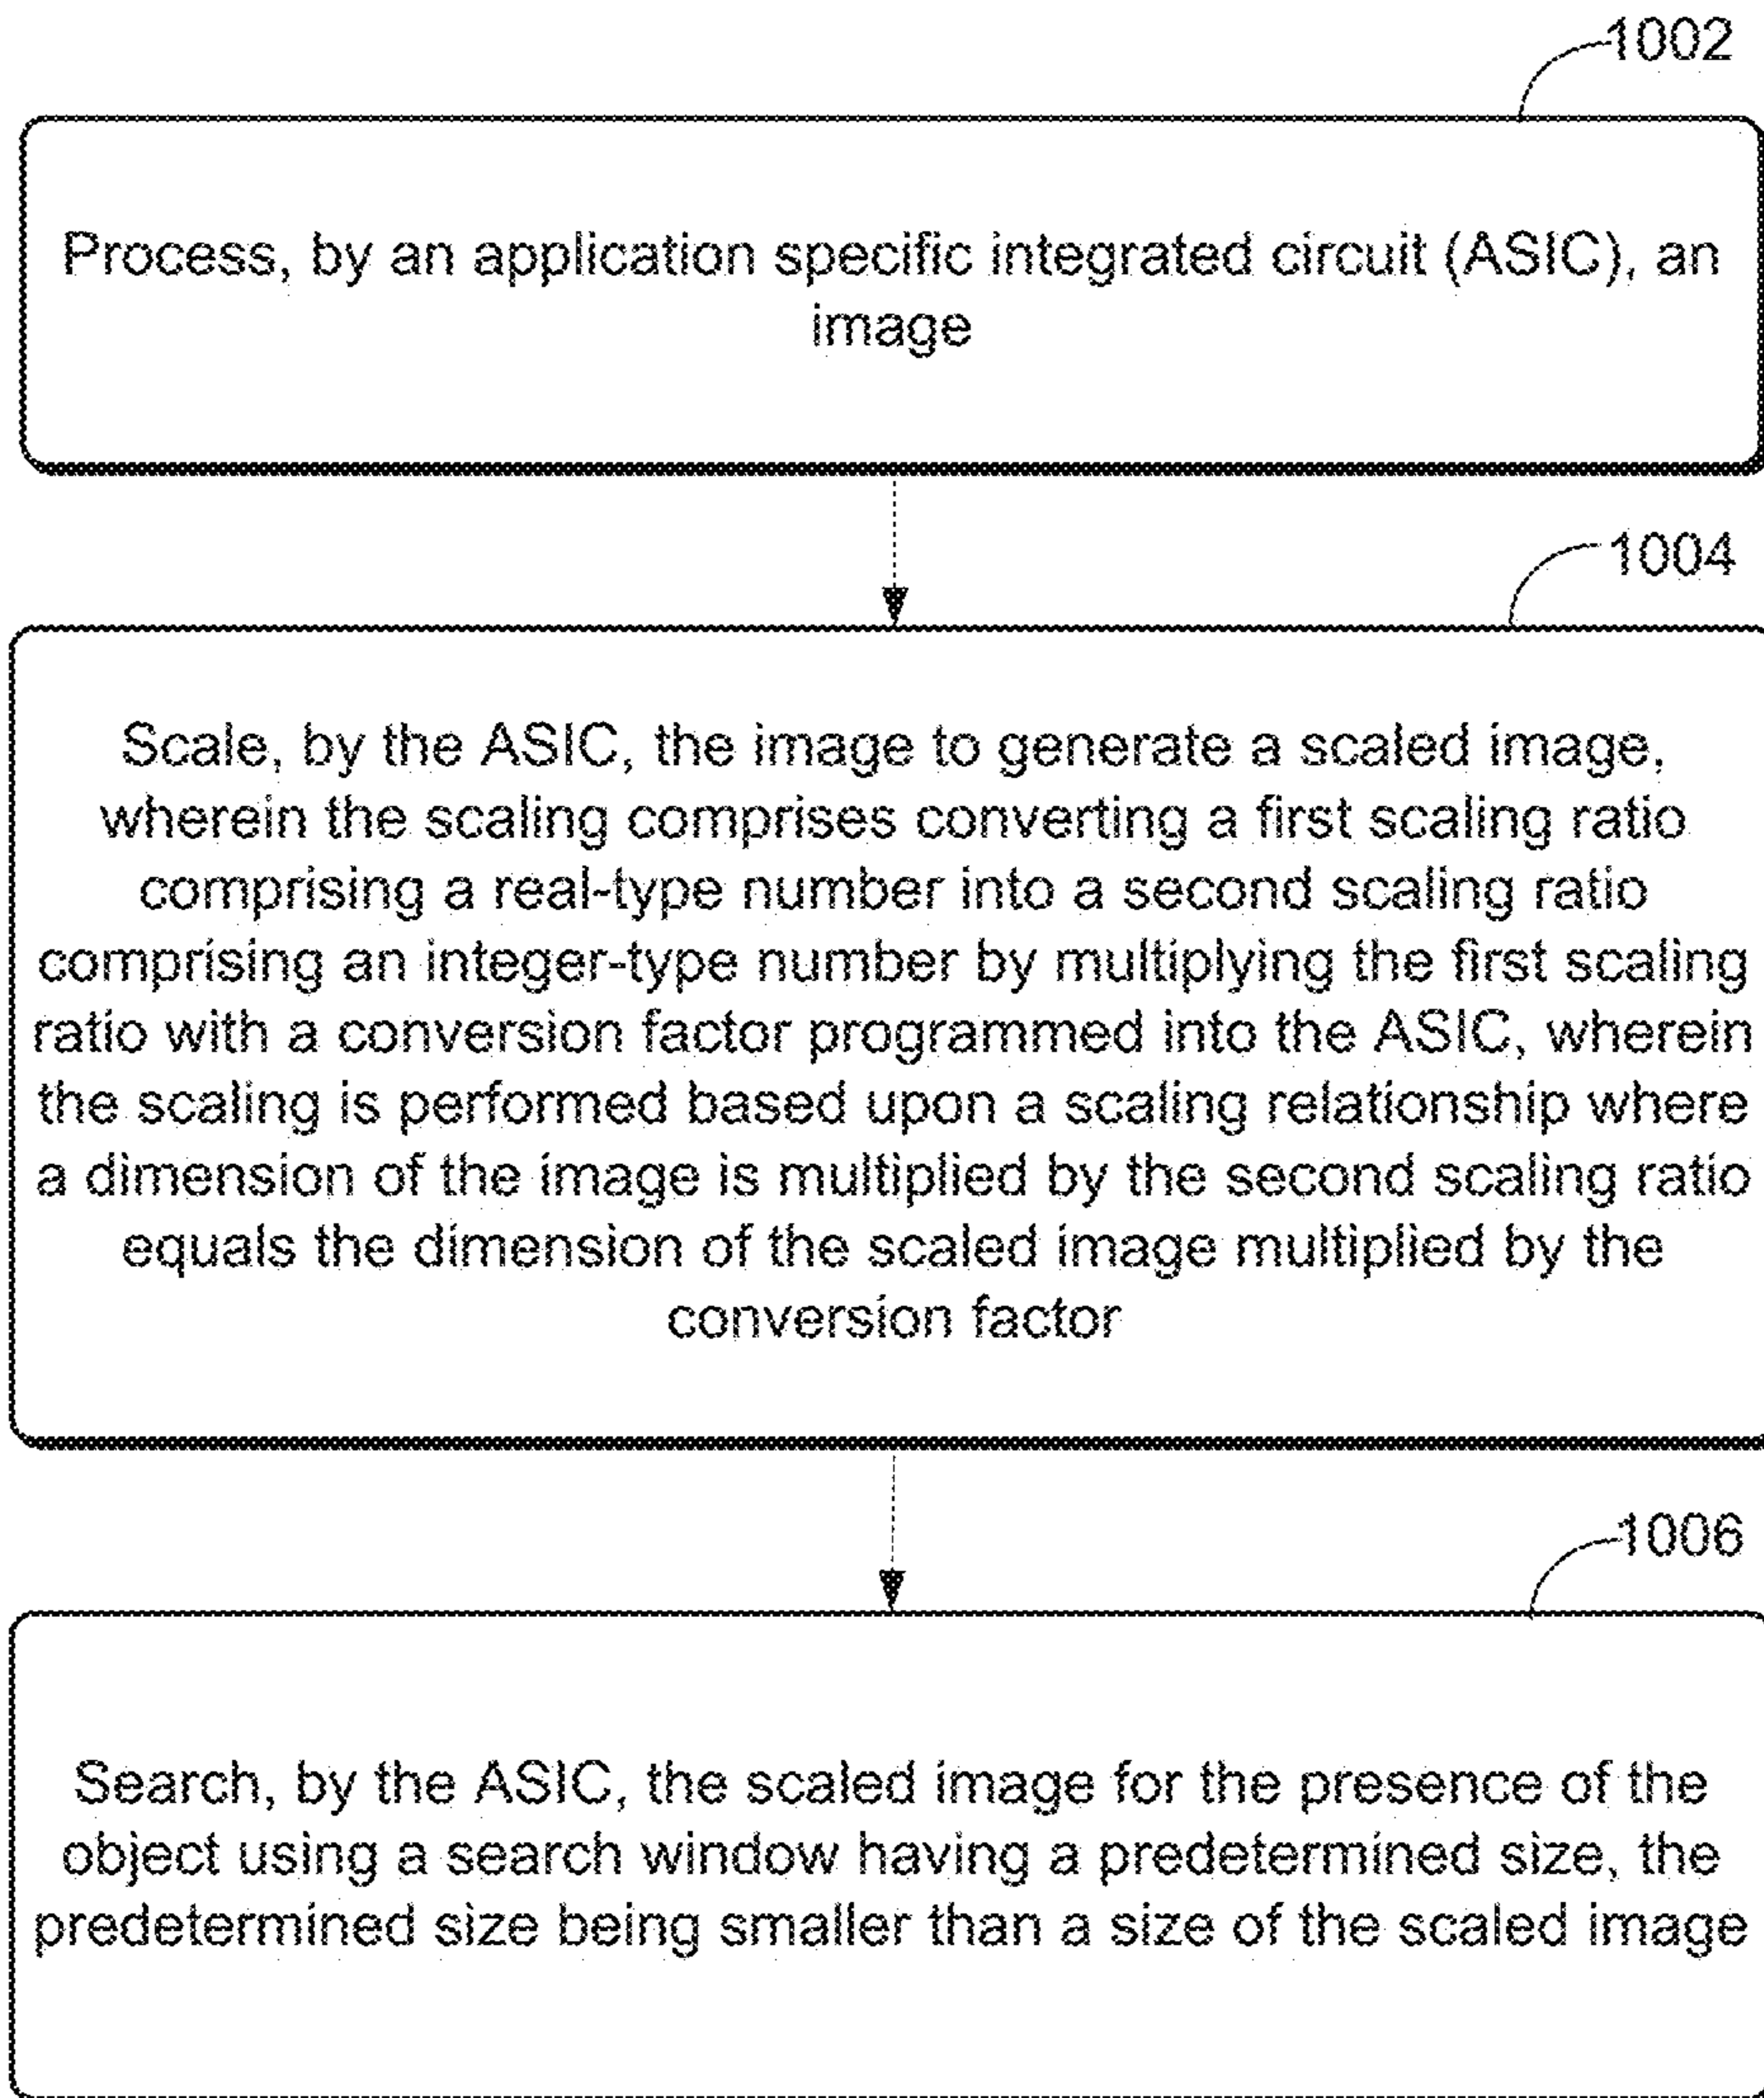 1002
Process, by an application specific integrated circuit (ASIC), an
image
1004
Scale, by the ASIC, the image to generate a scaled image,
wherein the scaling comprises converting a first scaling ratio
comprising a real-type number into a second scaling ratio
comprising an integer-type number by multiplying the first scaling
ratio with a conversion factor programmed into the ASIC, wherein
the scaling is performed based upon a scaling relationship where
a dimension of the image is multiplied by the second scaling ratio
equals the dimension of the scaled image multiplied by the
conversion factor
1006
Search, by the ASIC, the scaled image for the presence of the
object using a search window having a predetermined size, the
predetermined size being smaller than a size of the scaled image